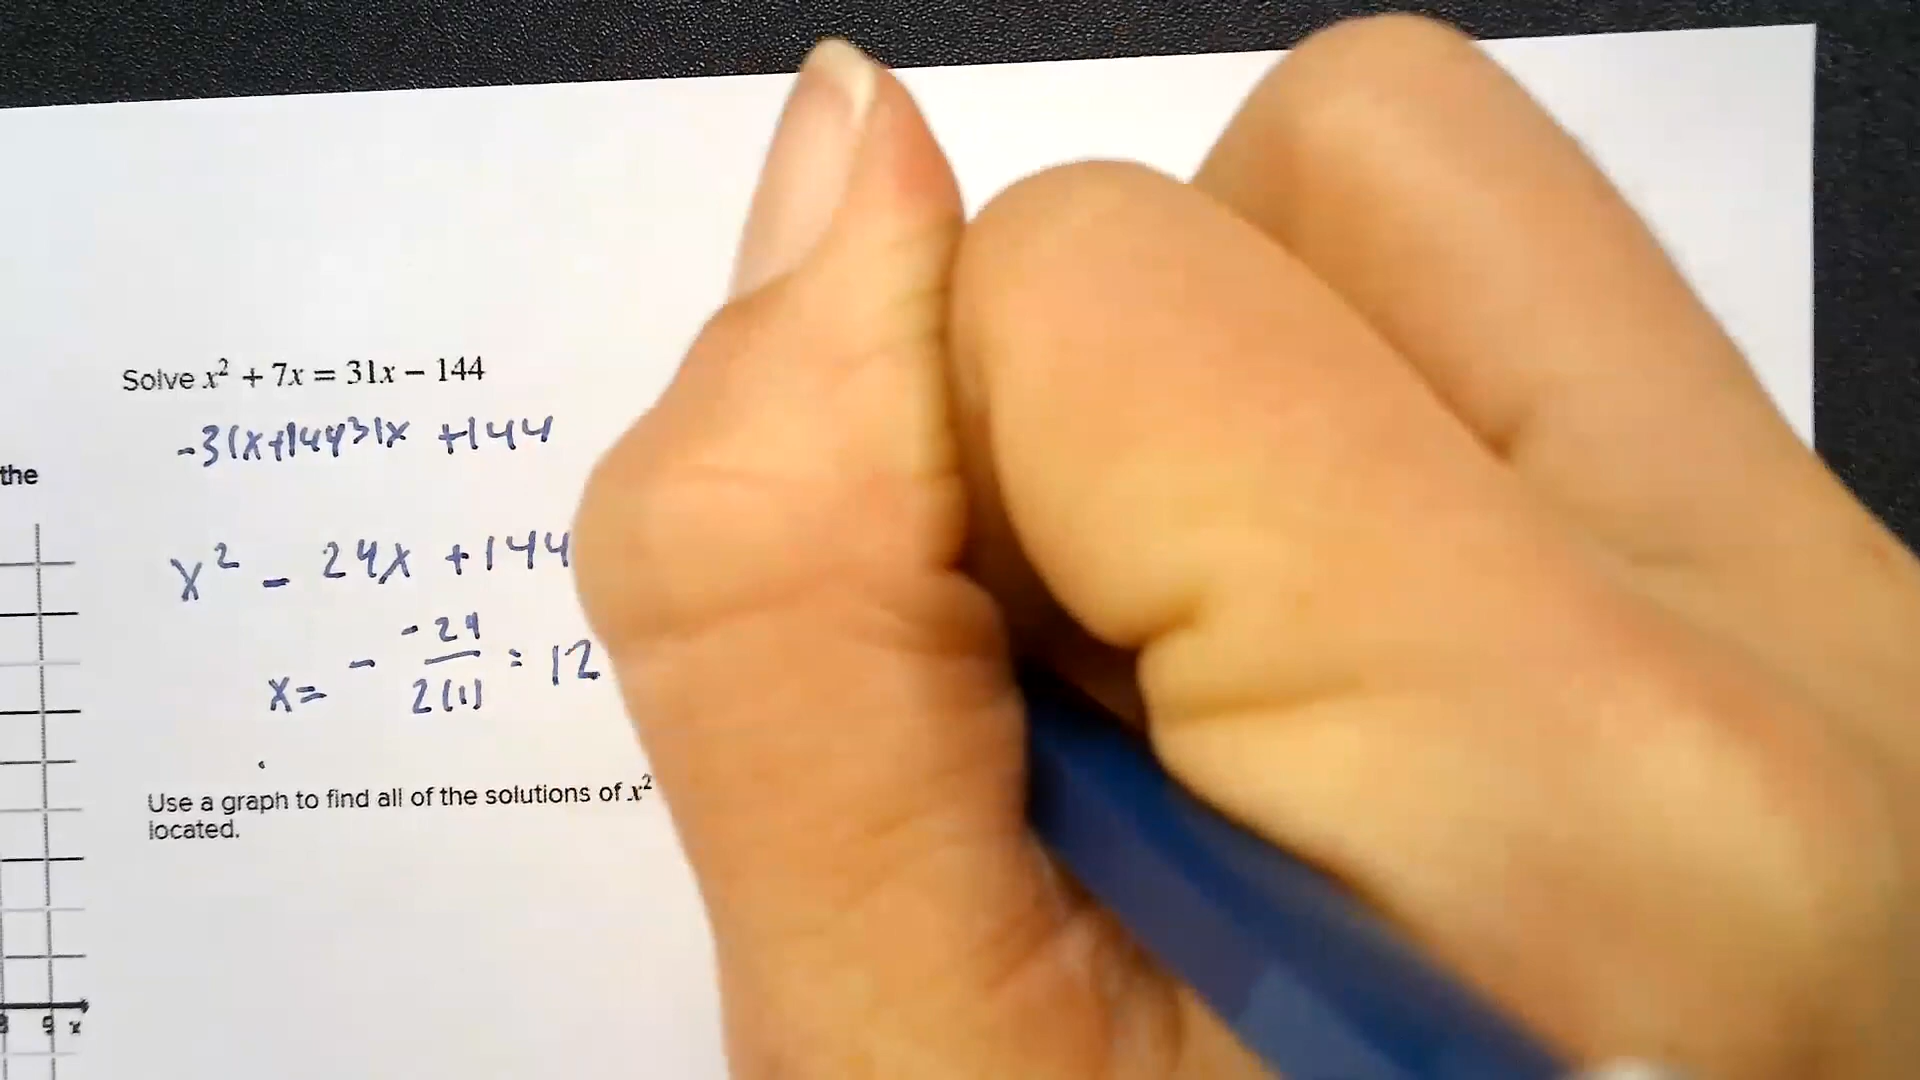 Solve x² + 7x = 31x − 144
-31x+144 31x +144
the
x² - 24x +144
x= - -24/2(1) = 12
Use a graph to find all of the solutions of x²
located.
9 x